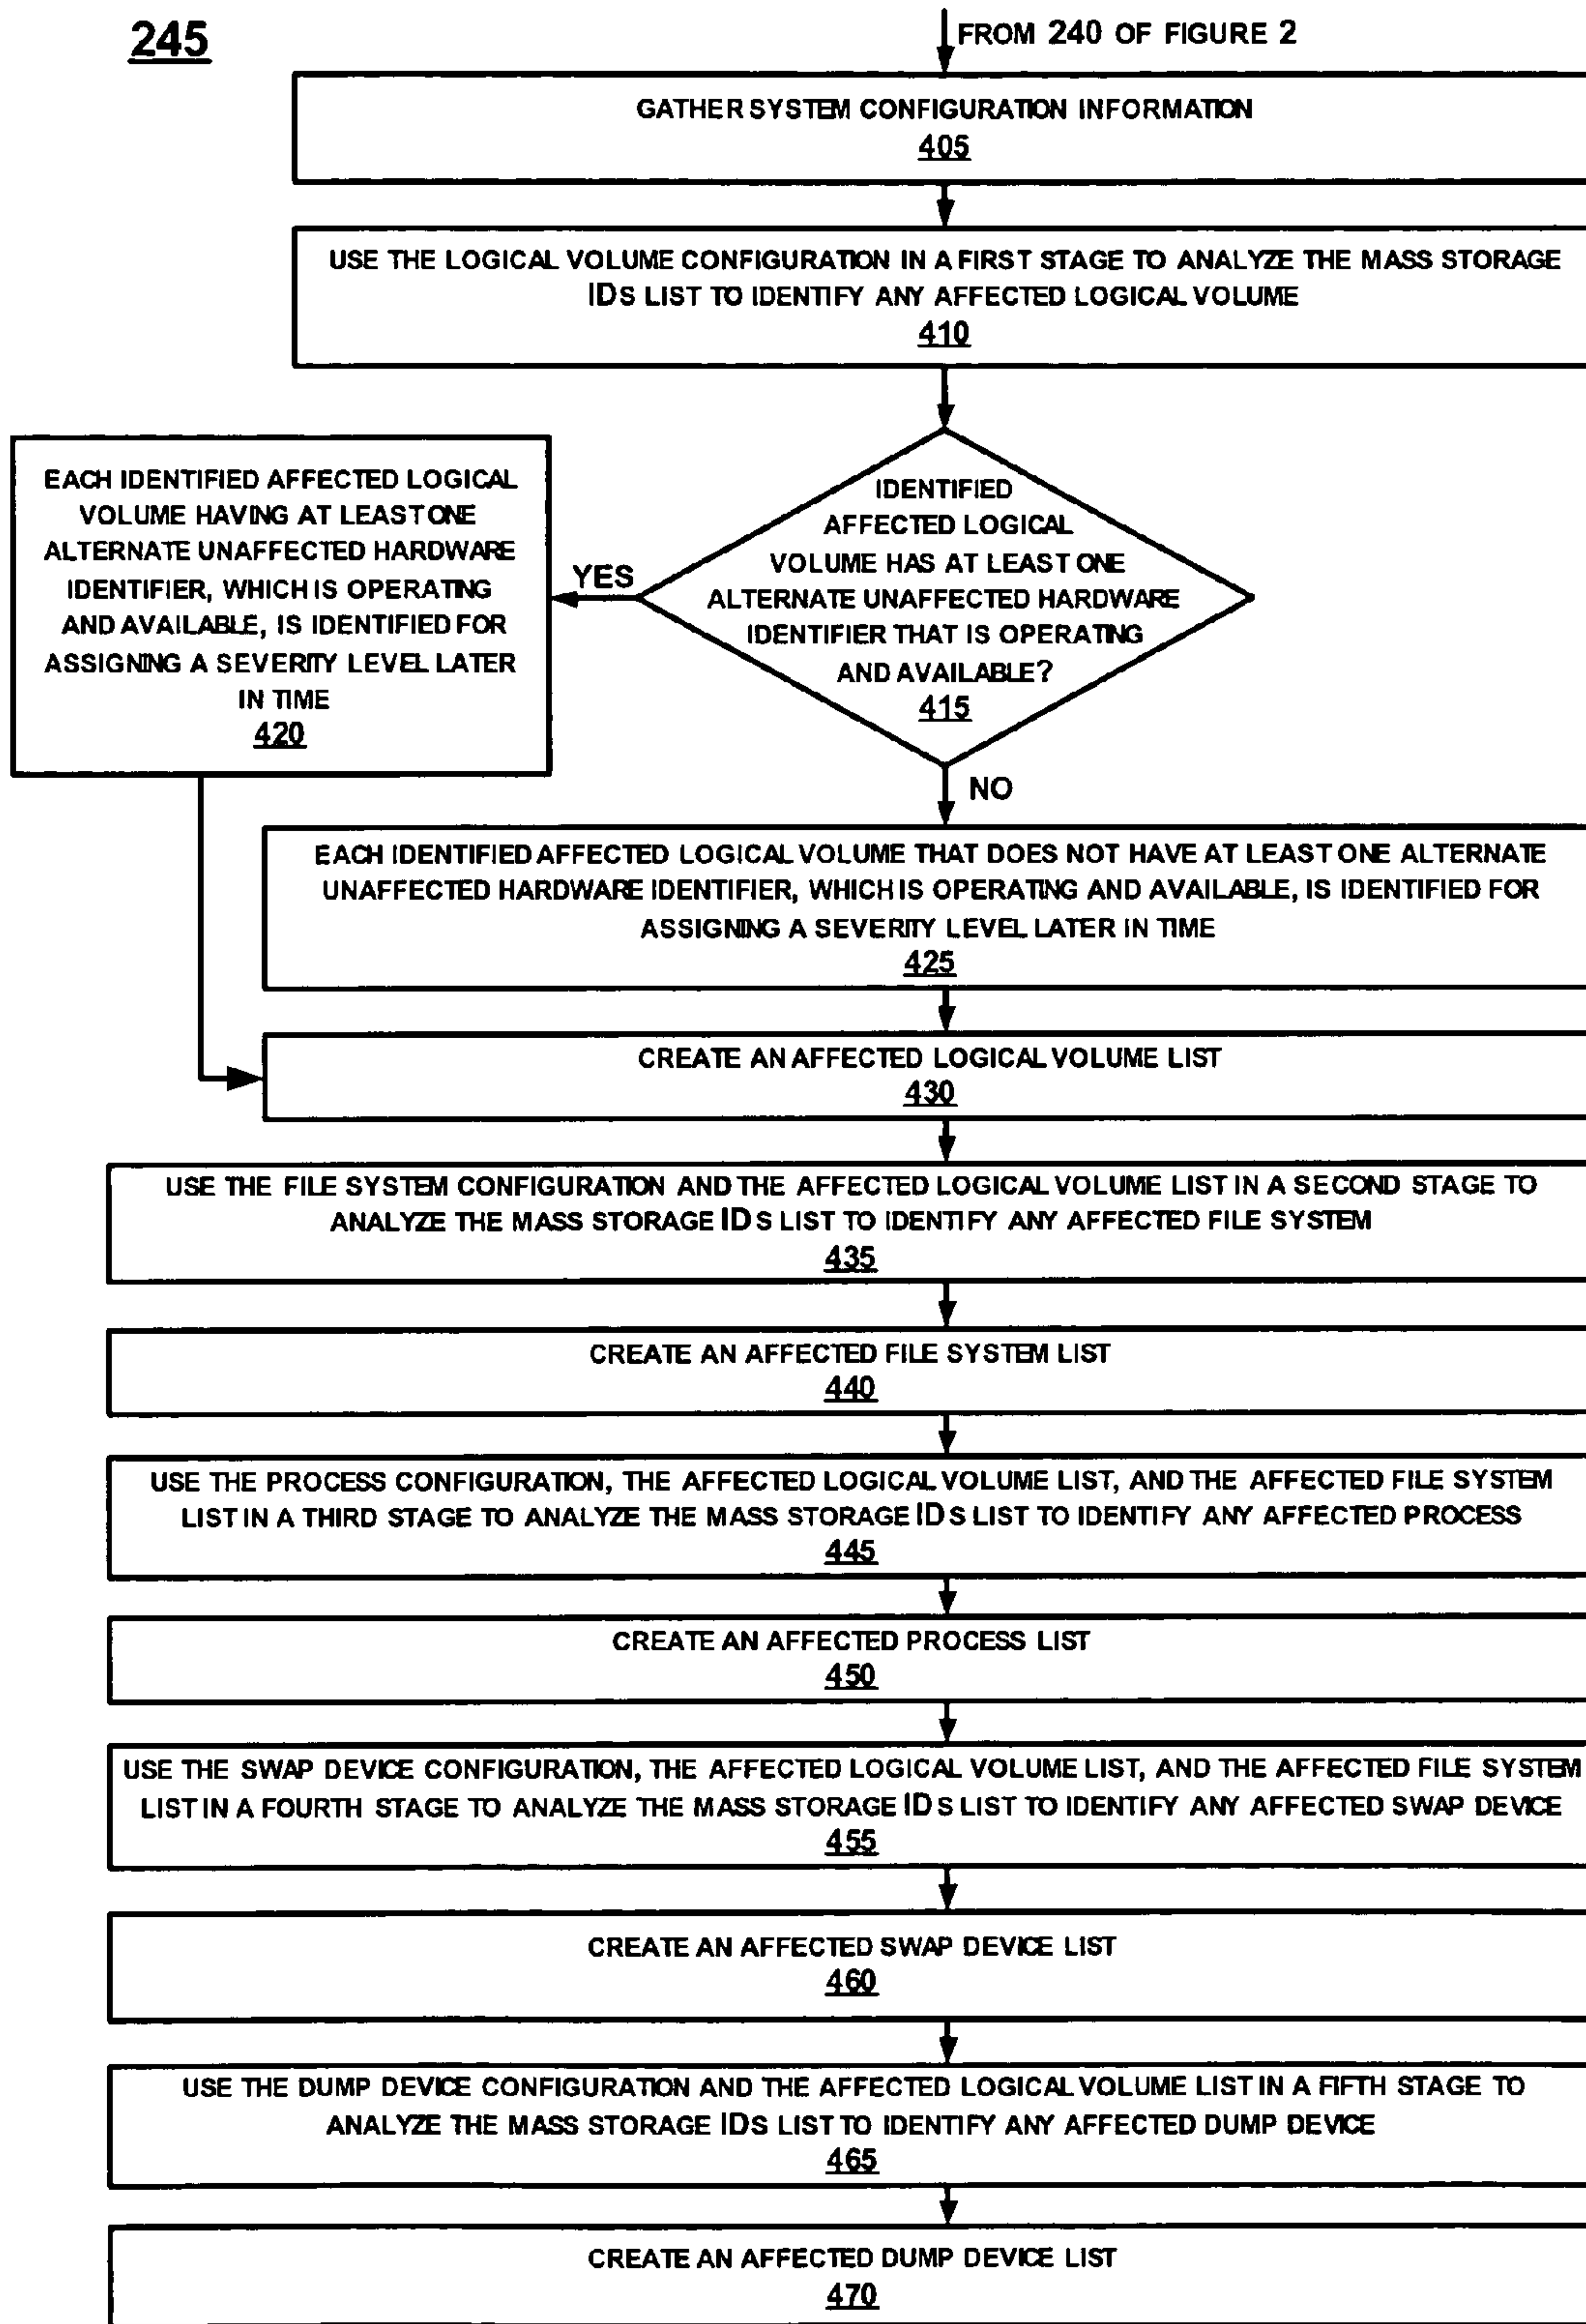 245
FROM 240 OF FIGURE 2
GATHER SYSTEM CONFIGURATION INFORMATION
405
USE THE LOGICAL VOLUME CONFIGURATION IN A FIRST STAGE TO ANALYZE THE MASS STORAGE
IDS LIST TO IDENTIFY ANY AFFECTED LOGICAL VOLUME
410
IDENTIFIED
AFFECTED LOGICAL
VOLUME HAS AT LEAST ONE
ALTERNATE UNAFFECTED HARDWARE
IDENTIFIER THAT IS OPERATING
AND AVAILABLE?
415
YES
EACH IDENTIFIED AFFECTED LOGICAL
VOLUME HAVING AT LEAST ONE
ALTERNATE UNAFFECTED HARDWARE
IDENTIFIER, WHICH IS OPERATING
AND AVAILABLE, IS IDENTIFIED FOR
ASSIGNING A SEVERITY LEVEL LATER
IN TIME
420
NO
EACH IDENTIFIED AFFECTED LOGICAL VOLUME THAT DOES NOT HAVE AT LEAST ONE ALTERNATE
UNAFFECTED HARDWARE IDENTIFIER, WHICH IS OPERATING AND AVAILABLE, IS IDENTIFIED FOR
ASSIGNING A SEVERITY LEVEL LATER IN TIME
425
CREATE AN AFFECTED LOGICAL VOLUME LIST
430
USE THE FILE SYSTEM CONFIGURATION AND THE AFFECTED LOGICAL VOLUME LIST IN A SECOND STAGE TO
ANALYZE THE MASS STORAGE IDS LIST TO IDENTIFY ANY AFFECTED FILE SYSTEM
435
CREATE AN AFFECTED FILE SYSTEM LIST
440
USE THE PROCESS CONFIGURATION, THE AFFECTED LOGICAL VOLUME LIST, AND THE AFFECTED FILE SYSTEM
LIST IN A THIRD STAGE TO ANALYZE THE MASS STORAGE IDS LIST TO IDENTIFY ANY AFFECTED PROCESS
445
CREATE AN AFFECTED PROCESS LIST
450
USE THE SWAP DEVICE CONFIGURATION, THE AFFECTED LOGICAL VOLUME LIST, AND THE AFFECTED FILE SYSTEM
LIST IN A FOURTH STAGE TO ANALYZE THE MASS STORAGE IDS LIST TO IDENTIFY ANY AFFECTED SWAP DEVICE
455
CREATE AN AFFECTED SWAP DEVICE LIST
460
USE THE DUMP DEVICE CONFIGURATION AND THE AFFECTED LOGICAL VOLUME LIST IN A FIFTH STAGE TO
ANALYZE THE MASS STORAGE IDS LIST TO IDENTIFY ANY AFFECTED DUMP DEVICE
465
CREATE AN AFFECTED DUMP DEVICE LIST
470